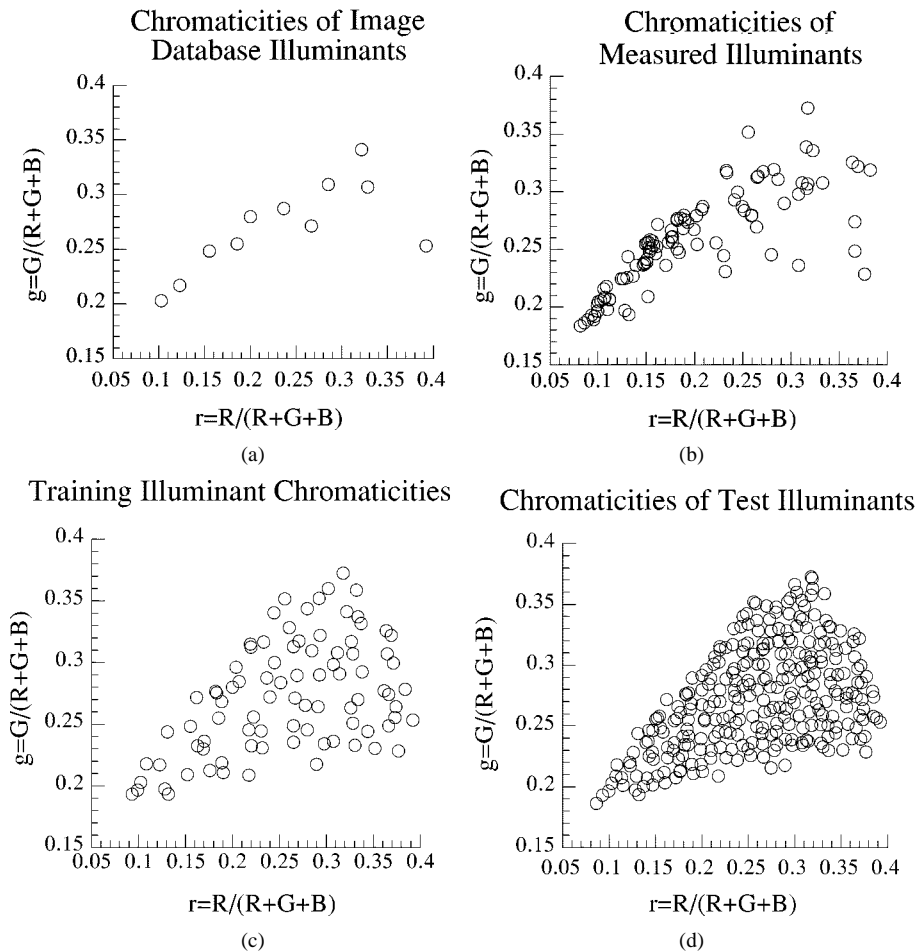 Chromaticities of Image
Database Illuminants
0.4
0.35
0.3
0.25
0.2
0.15
g=G/(R+G+B)
0.05 0.1 0.15 0.2 0.25 0.3 0.35 0.4
r=R/(R+G+B)
(a)
Chromaticities of
Measured Illuminants
0.4
0.35
0.3
0.25
0.2
0.15
g=G/(R+G+B)
0.05 0.1 0.15 0.2 0.25 0.3 0.35 0.4
r=R/(R+G+B)
(b)
Training Illuminant Chromaticities
0.4
0.35
0.3
0.25
0.2
0.15
g=G/(R+G+B)
0.05 0.1 0.15 0.2 0.25 0.3 0.35 0.4
r=R/(R+G+B)
(c)
Chromaticities of Test Illuminants
0.4
0.35
0.3
0.25
0.2
0.15
g=G/(R+G+B)
0.05 0.1 0.15 0.2 0.25 0.3 0.35 0.4
r=R/(R+G+B)
(d)